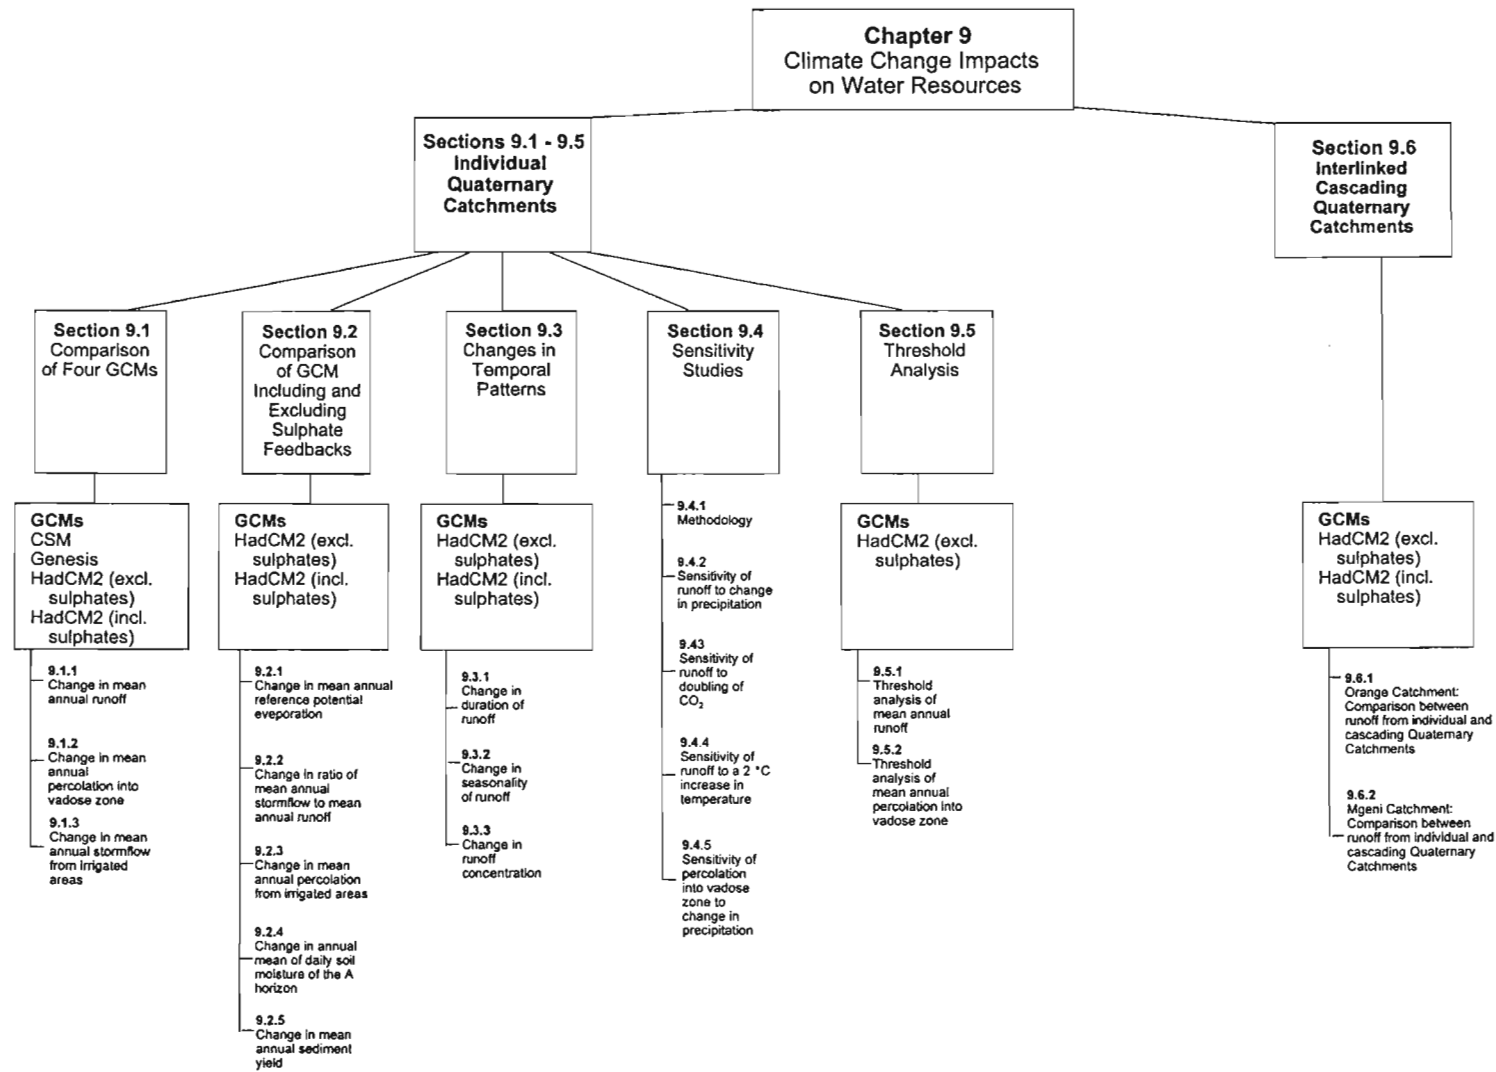 Chapter 9
Climate Change Impacts
on Water Resources
Sections 9.1 - 9.5
Individual
Quaternary
Catchments
Section 9.6
Interlinked
Cascading
Quaternary
Catchments
Section 9.1
Comparison
of Four GCMs
Section 9.2
Comparison
of GCM
Including and
Excluding
Sulphate
Feedbacks
Section 9.3
Changes in
Temporal
Patterns
Section 9.4
Sensitivity
Studies
Section 9.5
Threshold
Analysis
GCMs
CSM
Genesis
HadCM2 (excl.
sulphates)
HadCM2 (incl.
sulphates)
9.1.1
Change in mean
annual runoff
9.1.2
Change in mean
annual
percolation into
vadose zone
9.1.3
Change in mean
annual stormflow
from irrigated
areas
GCMs
HadCM2 (excl.
sulphates)
HadCM2 (incl.
sulphates)
9.2.1
Change in mean annual
reference potential
eveporation
9.2.2
Change in ratio of
mean annual
stormflow to mean
annual runoff
9.2.3
Change in mean
annual percolation
from irrigated areas
9.2.4
Change in annual
mean of daily soil
moisture of the A
horizon
9.2.5
Change in mean
annual sediment
yield
GCMs
HadCM2 (excl.
sulphates)
HadCM2 (incl.
sulphates)
9.3.1
Change in
duration of
runoff
9.3.2
Change in
seasonality
of runoff
9.3.3
Change in
runoff
concentration
9.4.1
Methodology
9.4.2
Sensitivity of
runoff to change
in precipitation
9.43
Sensitivity of
runoff to
doubling of
CO₂
9.4.4
Sensitivity of
runoff to a 2 °C
increase in
temperature
9.4.5
Sensitivity of
percolation
into vadose
zone to
change in
precipitation
GCMs
HadCM2 (excl.
sulphates)
9.5.1
Threshold
analysis of
mean annual
runoff
9.5.2
Threshold
analysis of
mean annual
percolation into
vadose zone
GCMs
HadCM2 (excl.
sulphates)
HadCM2 (incl.
sulphates)
9.6.1
Orange Catchment:
Comparison between
runoff from individual and
cascading Quaternary
Catchments
9.6.2
Mgeni Catchment:
Comparison between
runoff from individual and
cascading Quaternary
Catchments